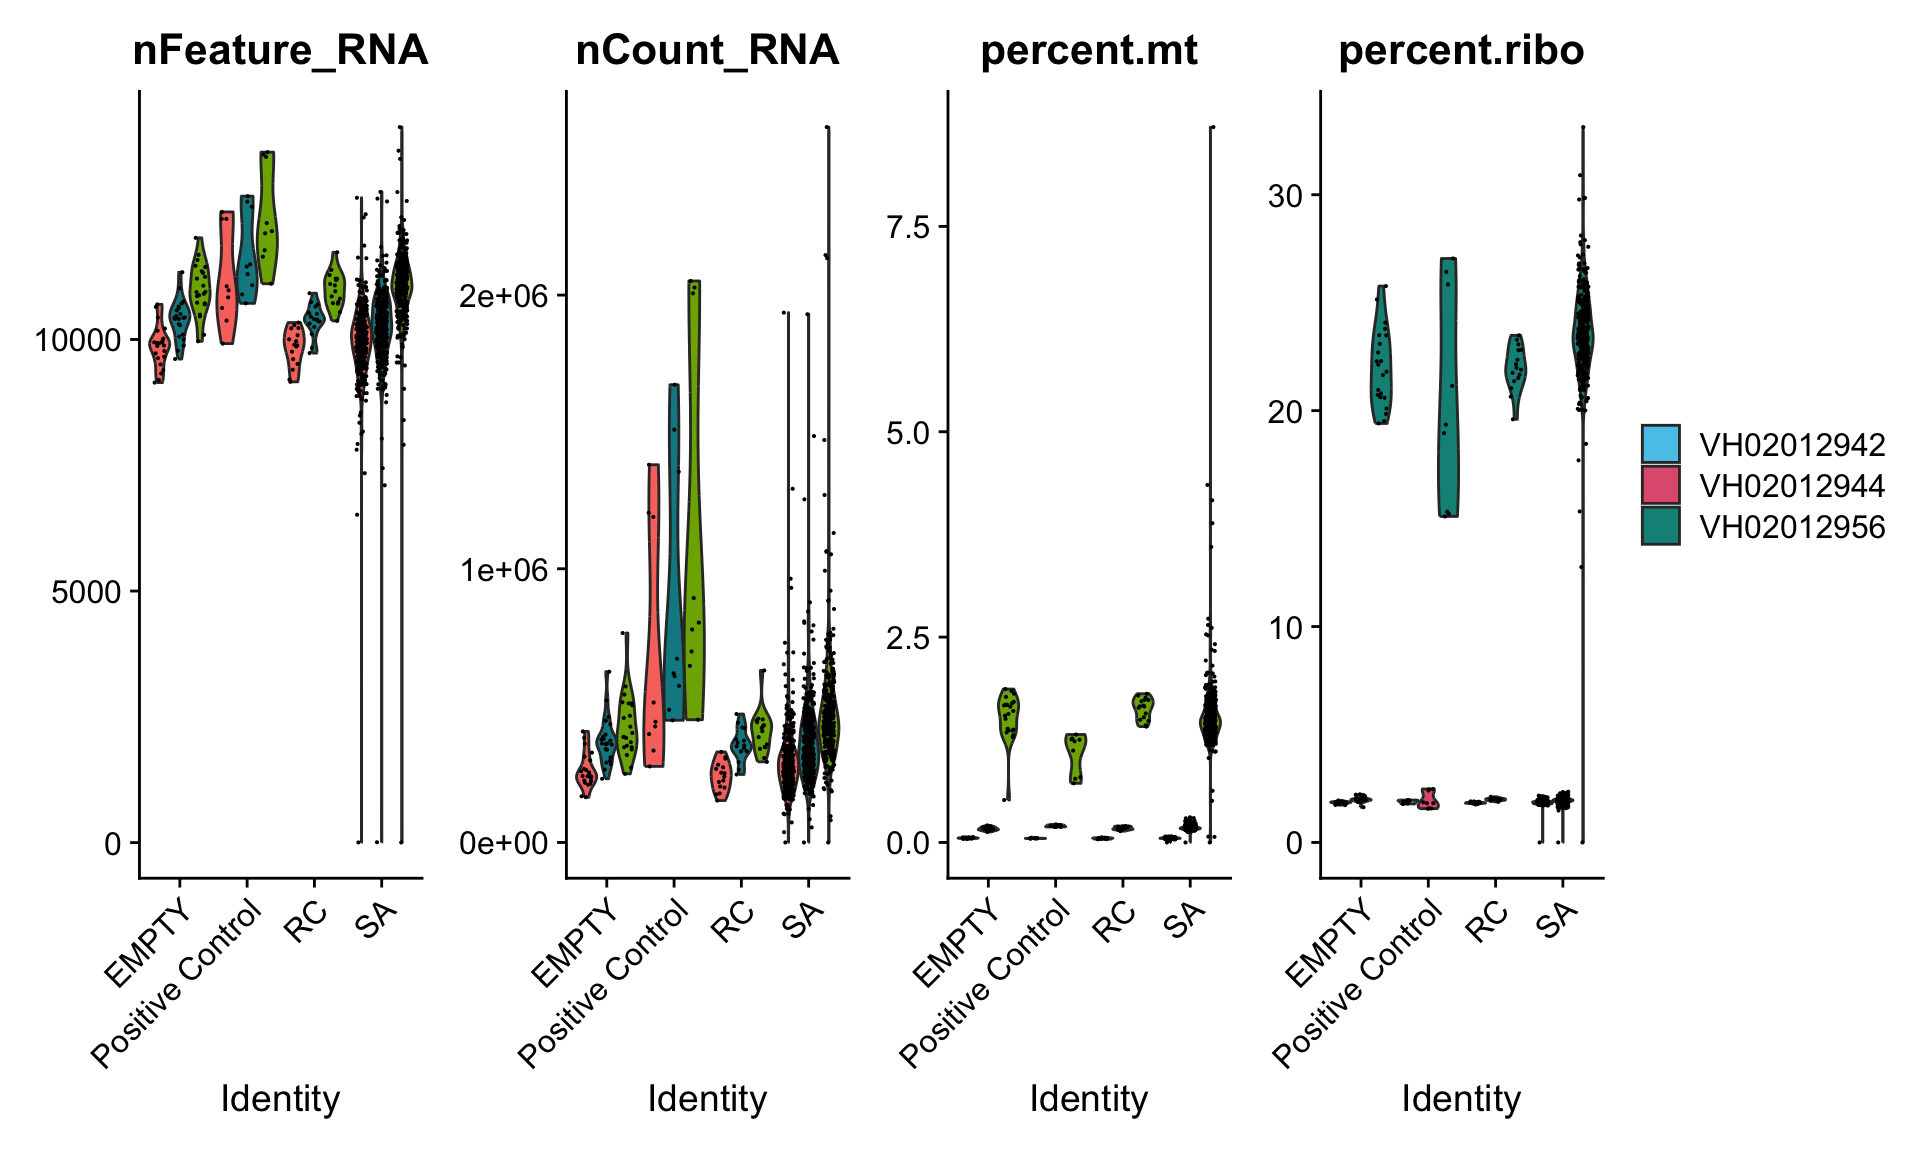 nFeature_RNA
nCount_RNA
percent.mt
percent.ribo
10000
5000
0
2e+06
1e+06
0e+00
7.5
5.0
2.5
0.0
30
20
10
0
EMPTY
Positive Control
RC
SA
EMPTY
Positive Control
RC
SA
EMPTY
Positive Control
RC
SA
EMPTY
Positive Control
RC
SA
Identity
Identity
Identity
Identity
VH02012942
VH02012944
VH02012956